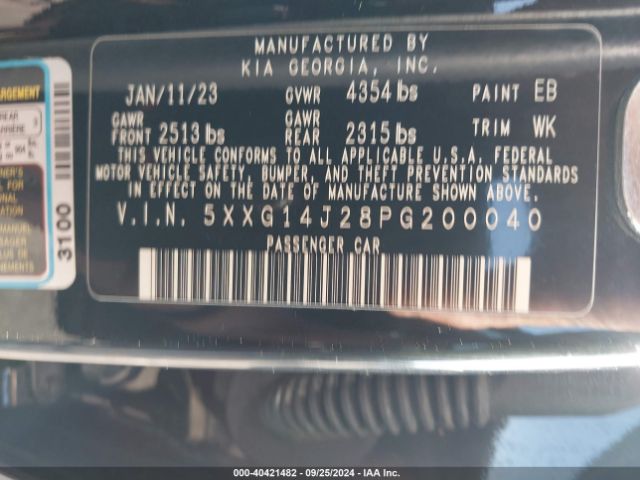 MANUFACTURED BY
KIA GEORGIA, INC.
JAN/11/23 GVWR 4354 lbs PAINT EB
GAWR FRONT 2513 lbs GAWR REAR 2315 lbs TRIM WK
THIS VEHICLE CONFORMS TO ALL APPLICABLE U.S.A. FEDERAL
MOTOR VEHICLE SAFETY, BUMPER, AND THEFT PREVENTION STANDARDS
IN EFFECT ON THE DATE OF MANUFACTURE SHOWN ABOVE.
V.I.N. 5XXG14J28PG200040
PASSENGER CAR
3100
000-40421482 - 09/25/2024 - IAA Inc.